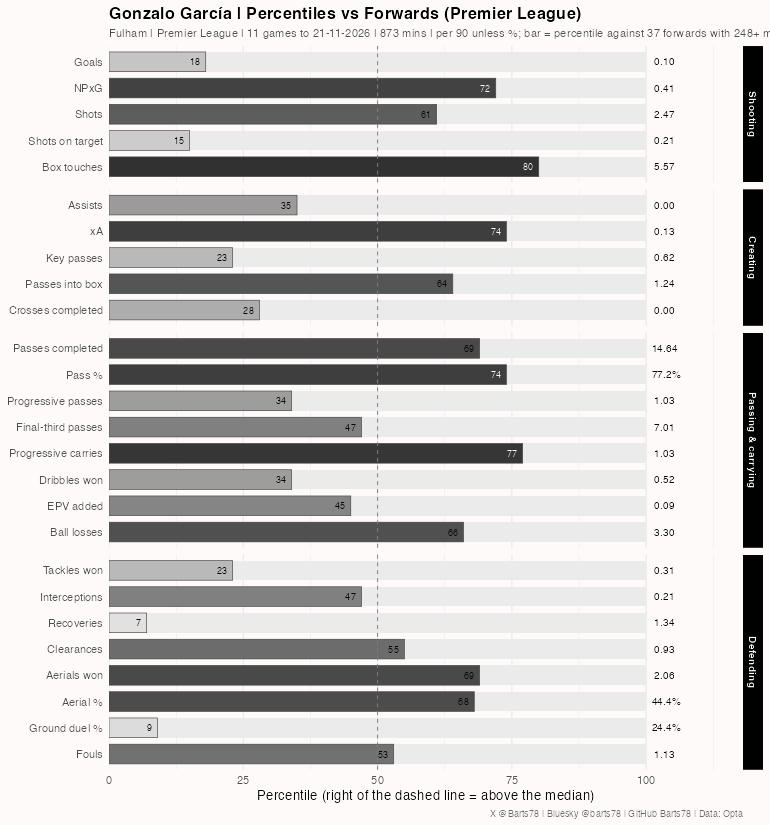 Gonzalo García | Percentiles vs Forwards (Premier League)
Fulham | Premier League | 11 games to 21-11-2026 | 873 mins | per 90 unless %; bar = percentile against 37 forwards with 248+ m
Shooting
Goals 18 0.10
NPxG 72 0.41
Shots 61 2.47
Shots on target 15 0.21
Box touches 80 5.57
Creating
Assists 35 0.00
xA 74 0.13
Key passes 23 0.62
Passes into box 64 1.24
Crosses completed 28 0.00
Passing & carrying
Passes completed 69 14.64
Pass % 74 77.2%
Progressive passes 34 1.03
Final-third passes 47 7.01
Progressive carries 77 1.03
Dribbles won 34 0.52
EPV added 45 0.09
Ball losses 66 3.30
Defending
Tackles won 23 0.31
Interceptions 47 0.21
Recoveries 7 1.34
Clearances 55 0.93
Aerials won 69 2.06
Aerial % 68 44.4%
Ground duel % 9 24.4%
Fouls 53 1.13
0 25 50 75 100
Percentile (right of the dashed line = above the median)
X @Barts78 | Bluesky @barts78 | GitHub Barts78 | Data: Opta